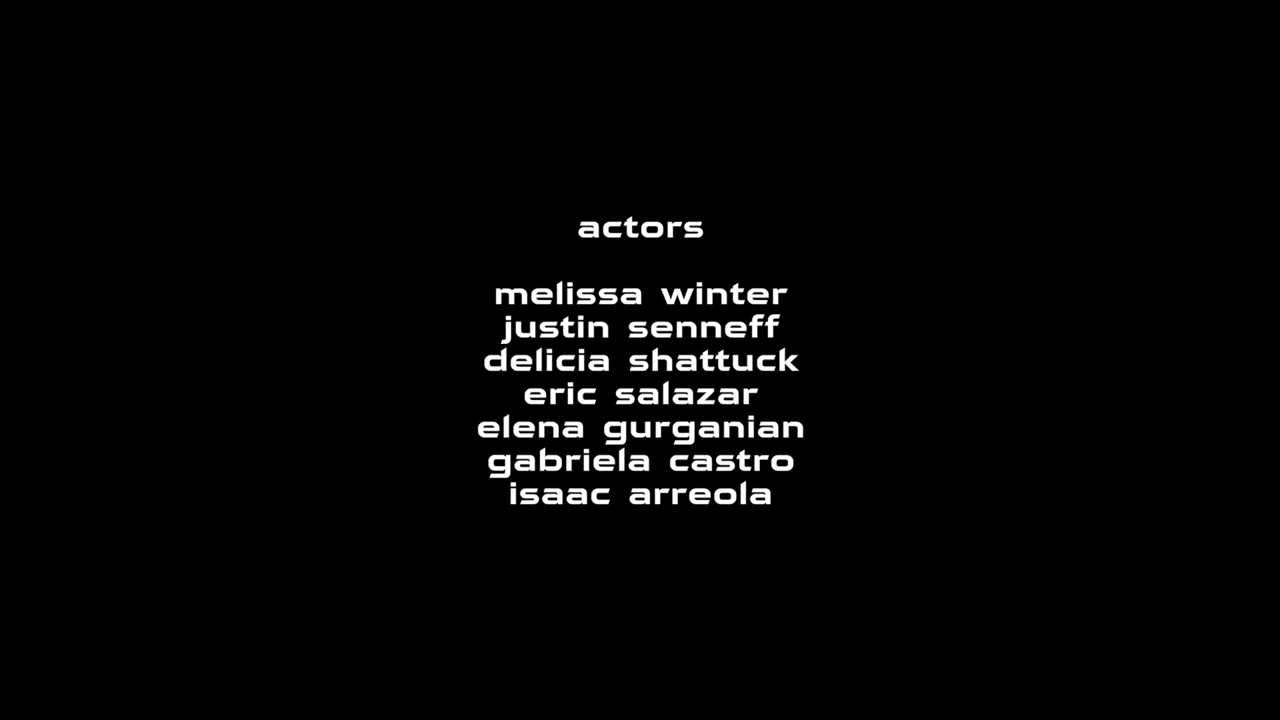 actors
melissa winter
justin senneff
delicia shattuck
eric salazar
elena gurganian
gabriela castro
isaac arreola